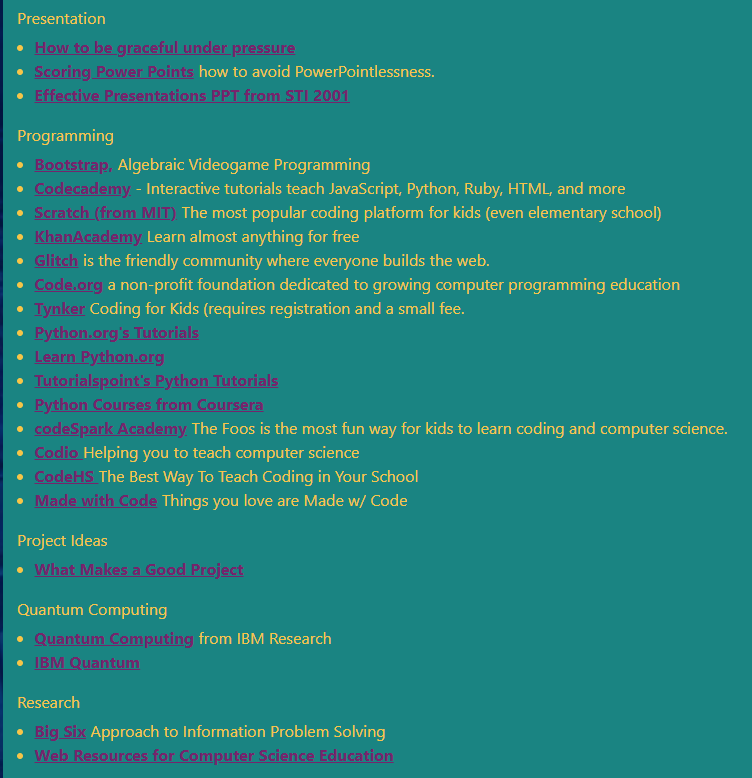 Presentation
How to be graceful under pressure
Scoring Power Points how to avoid PowerPointlessness.
Effective Presentations PPT from STI 2001
Programming
Bootstrap, Algebraic Videogame Programming
Codecademy - Interactive tutorials teach JavaScript, Python, Ruby, HTML, and more
Scratch (from MIT) The most popular coding platform for kids (even elementary school)
KhanAcademy Learn almost anything for free
Glitch is the friendly community where everyone builds the web.
Code.org a non-profit foundation dedicated to growing computer programming education
Tynker Coding for Kids (requires registration and a small fee.
Python.org's Tutorials
Learn Python.org
Tutorialspoint's Python Tutorials
Python Courses from Coursera
codeSpark Academy The Foos is the most fun way for kids to learn coding and computer science.
Codio Helping you to teach computer science
CodeHS The Best Way To Teach Coding in Your School
Made with Code Things you love are Made w/ Code
Project Ideas
What Makes a Good Project
Quantum Computing
Quantum Computing from IBM Research
IBM Quantum
Research
Big Six Approach to Information Problem Solving
Web Resources for Computer Science Education